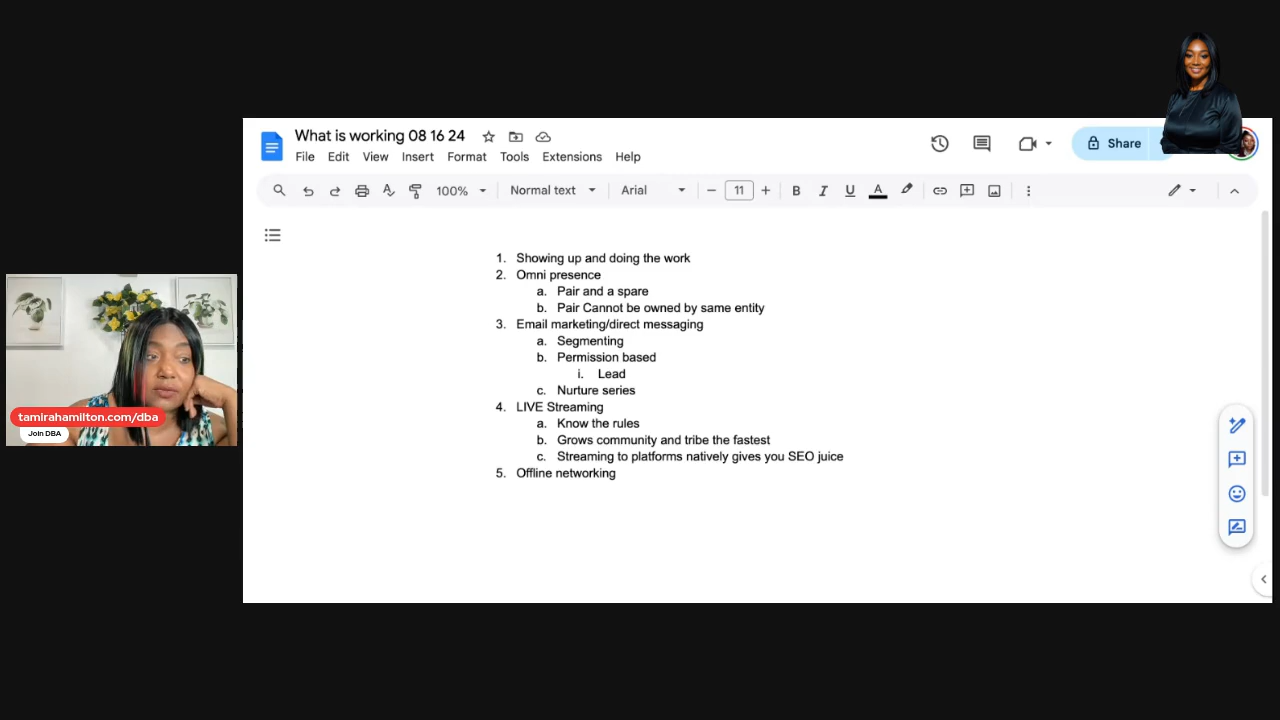 What is working 08 16 24
File Edit View Insert Format Tools Extensions Help
Share
100% Normal text Arial 11 B I U A
1. Showing up and doing the work
2. Omni presence
a. Pair and a spare
b. Pair Cannot be owned by same entity
3. Email marketing/direct messaging
a. Segmenting
b. Permission based
i. Lead
c. Nurture series
4. LIVE Streaming
a. Know the rules
b. Grows community and tribe the fastest
c. Streaming to platforms natively gives you SEO juice
5. Offline networking
tamirahamilton.com/dba
Join DBA